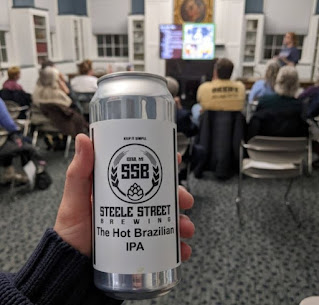 SSB
STEELE STREET
BREWING
The Hot Brazilian
IPA